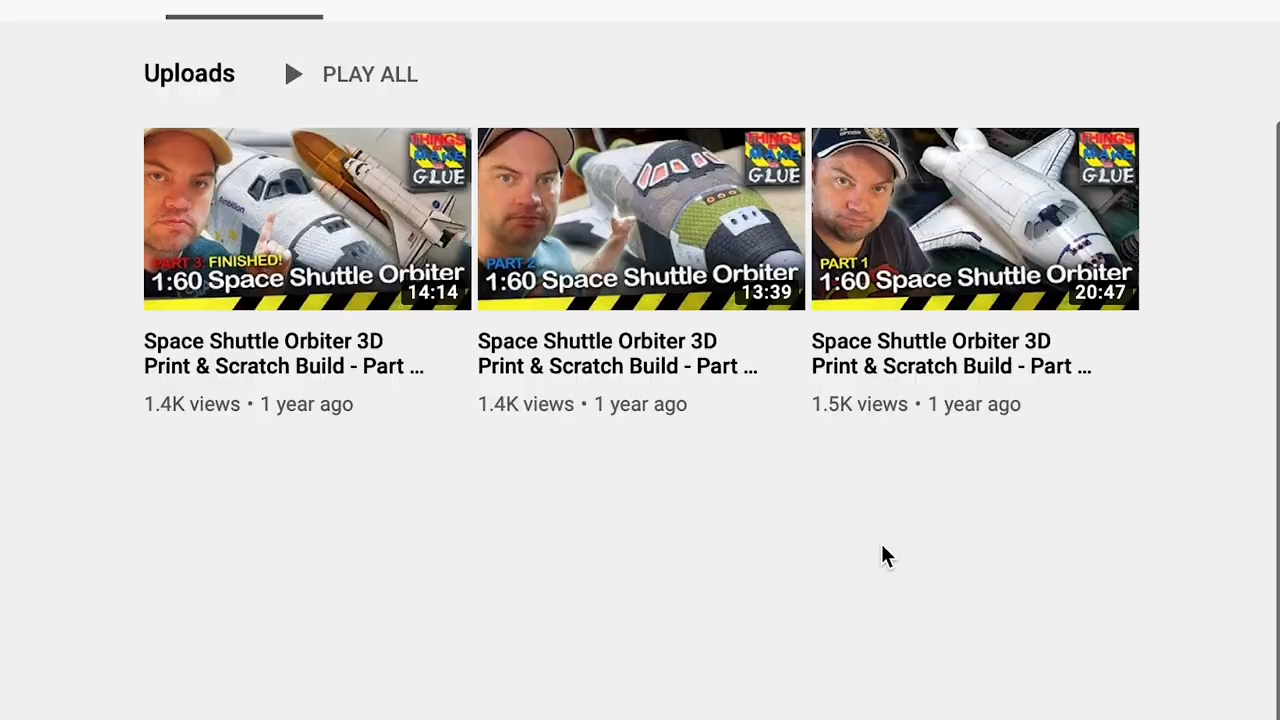 Uploads
PLAY ALL
THINGS
MAKE
GLUE
Ambition
PART 3: FINISHED!
1:60 Space Shuttle Orbiter
14:14
THINGS
MAKE
GLUE
PART 2
1:60 Space Shuttle Orbiter
13:39
THINGS
MAKE
GLUE
PART 1
1:60 Space Shuttle Orbiter
20:47
Space Shuttle Orbiter 3D
Print & Scratch Build - Part ...
1.4K views • 1 year ago
Space Shuttle Orbiter 3D
Print & Scratch Build - Part ...
1.4K views • 1 year ago
Space Shuttle Orbiter 3D
Print & Scratch Build - Part ...
1.5K views • 1 year ago